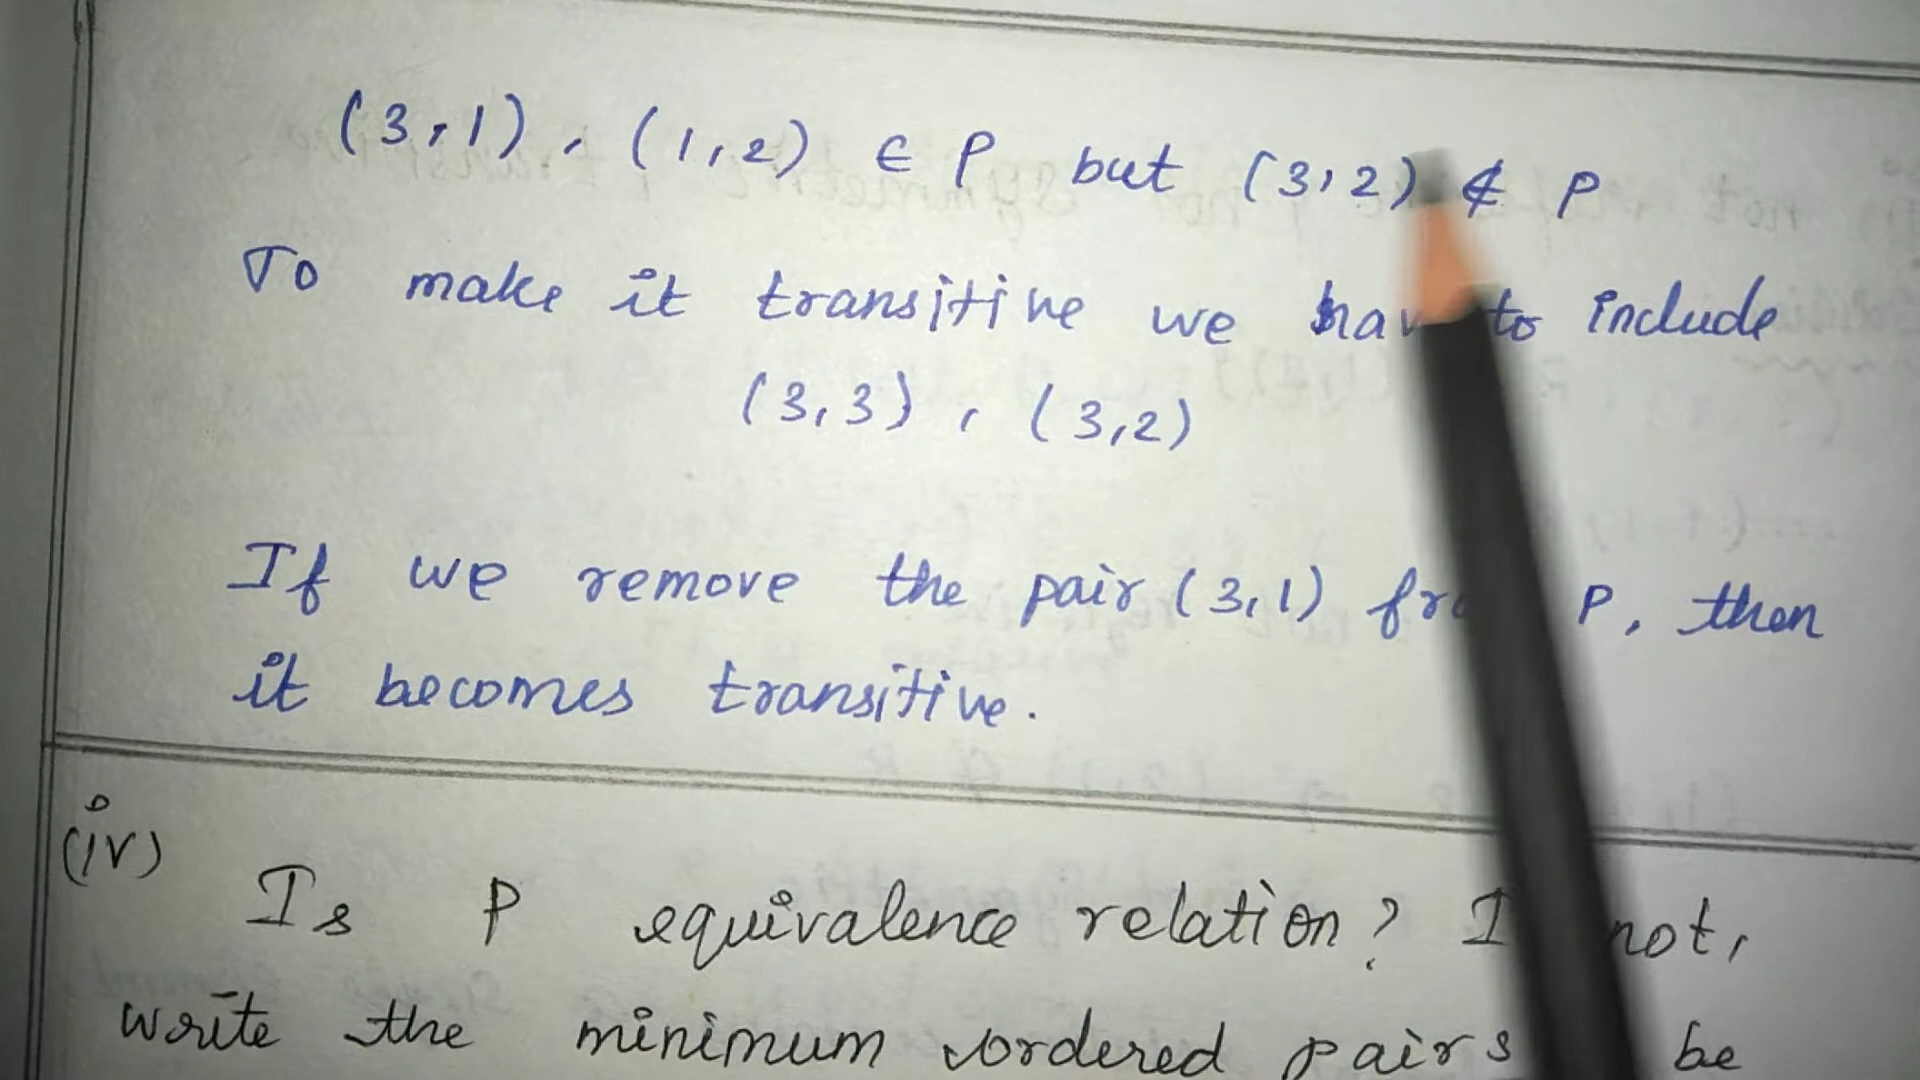 (3,1), (1,2) ∈ P but (3,2) ∉ P
To make it transitive we to include
(3,3), (3,2)
If we remove the pair (3,1) P, then
it becomes transitive.
(iv)
Is P equivalence relation? not,
write the minimum ordered pairs be